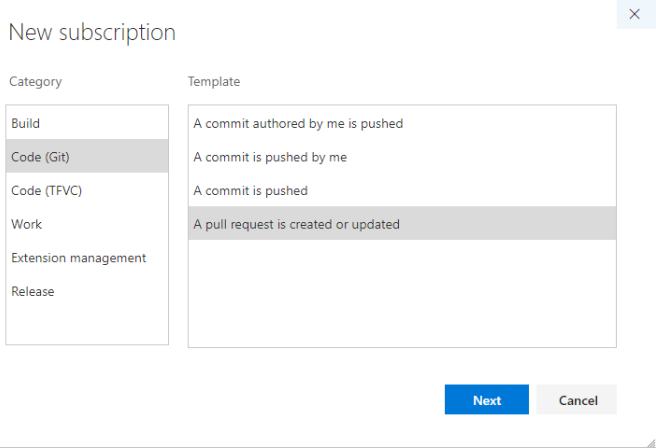 New subscription
Category
Template
Build
Code (Git)
Code (TFVC)
Work
Extension management
Release
A commit authored by me is pushed
A commit is pushed by me
A commit is pushed
A pull request is created or updated
Next
Cancel